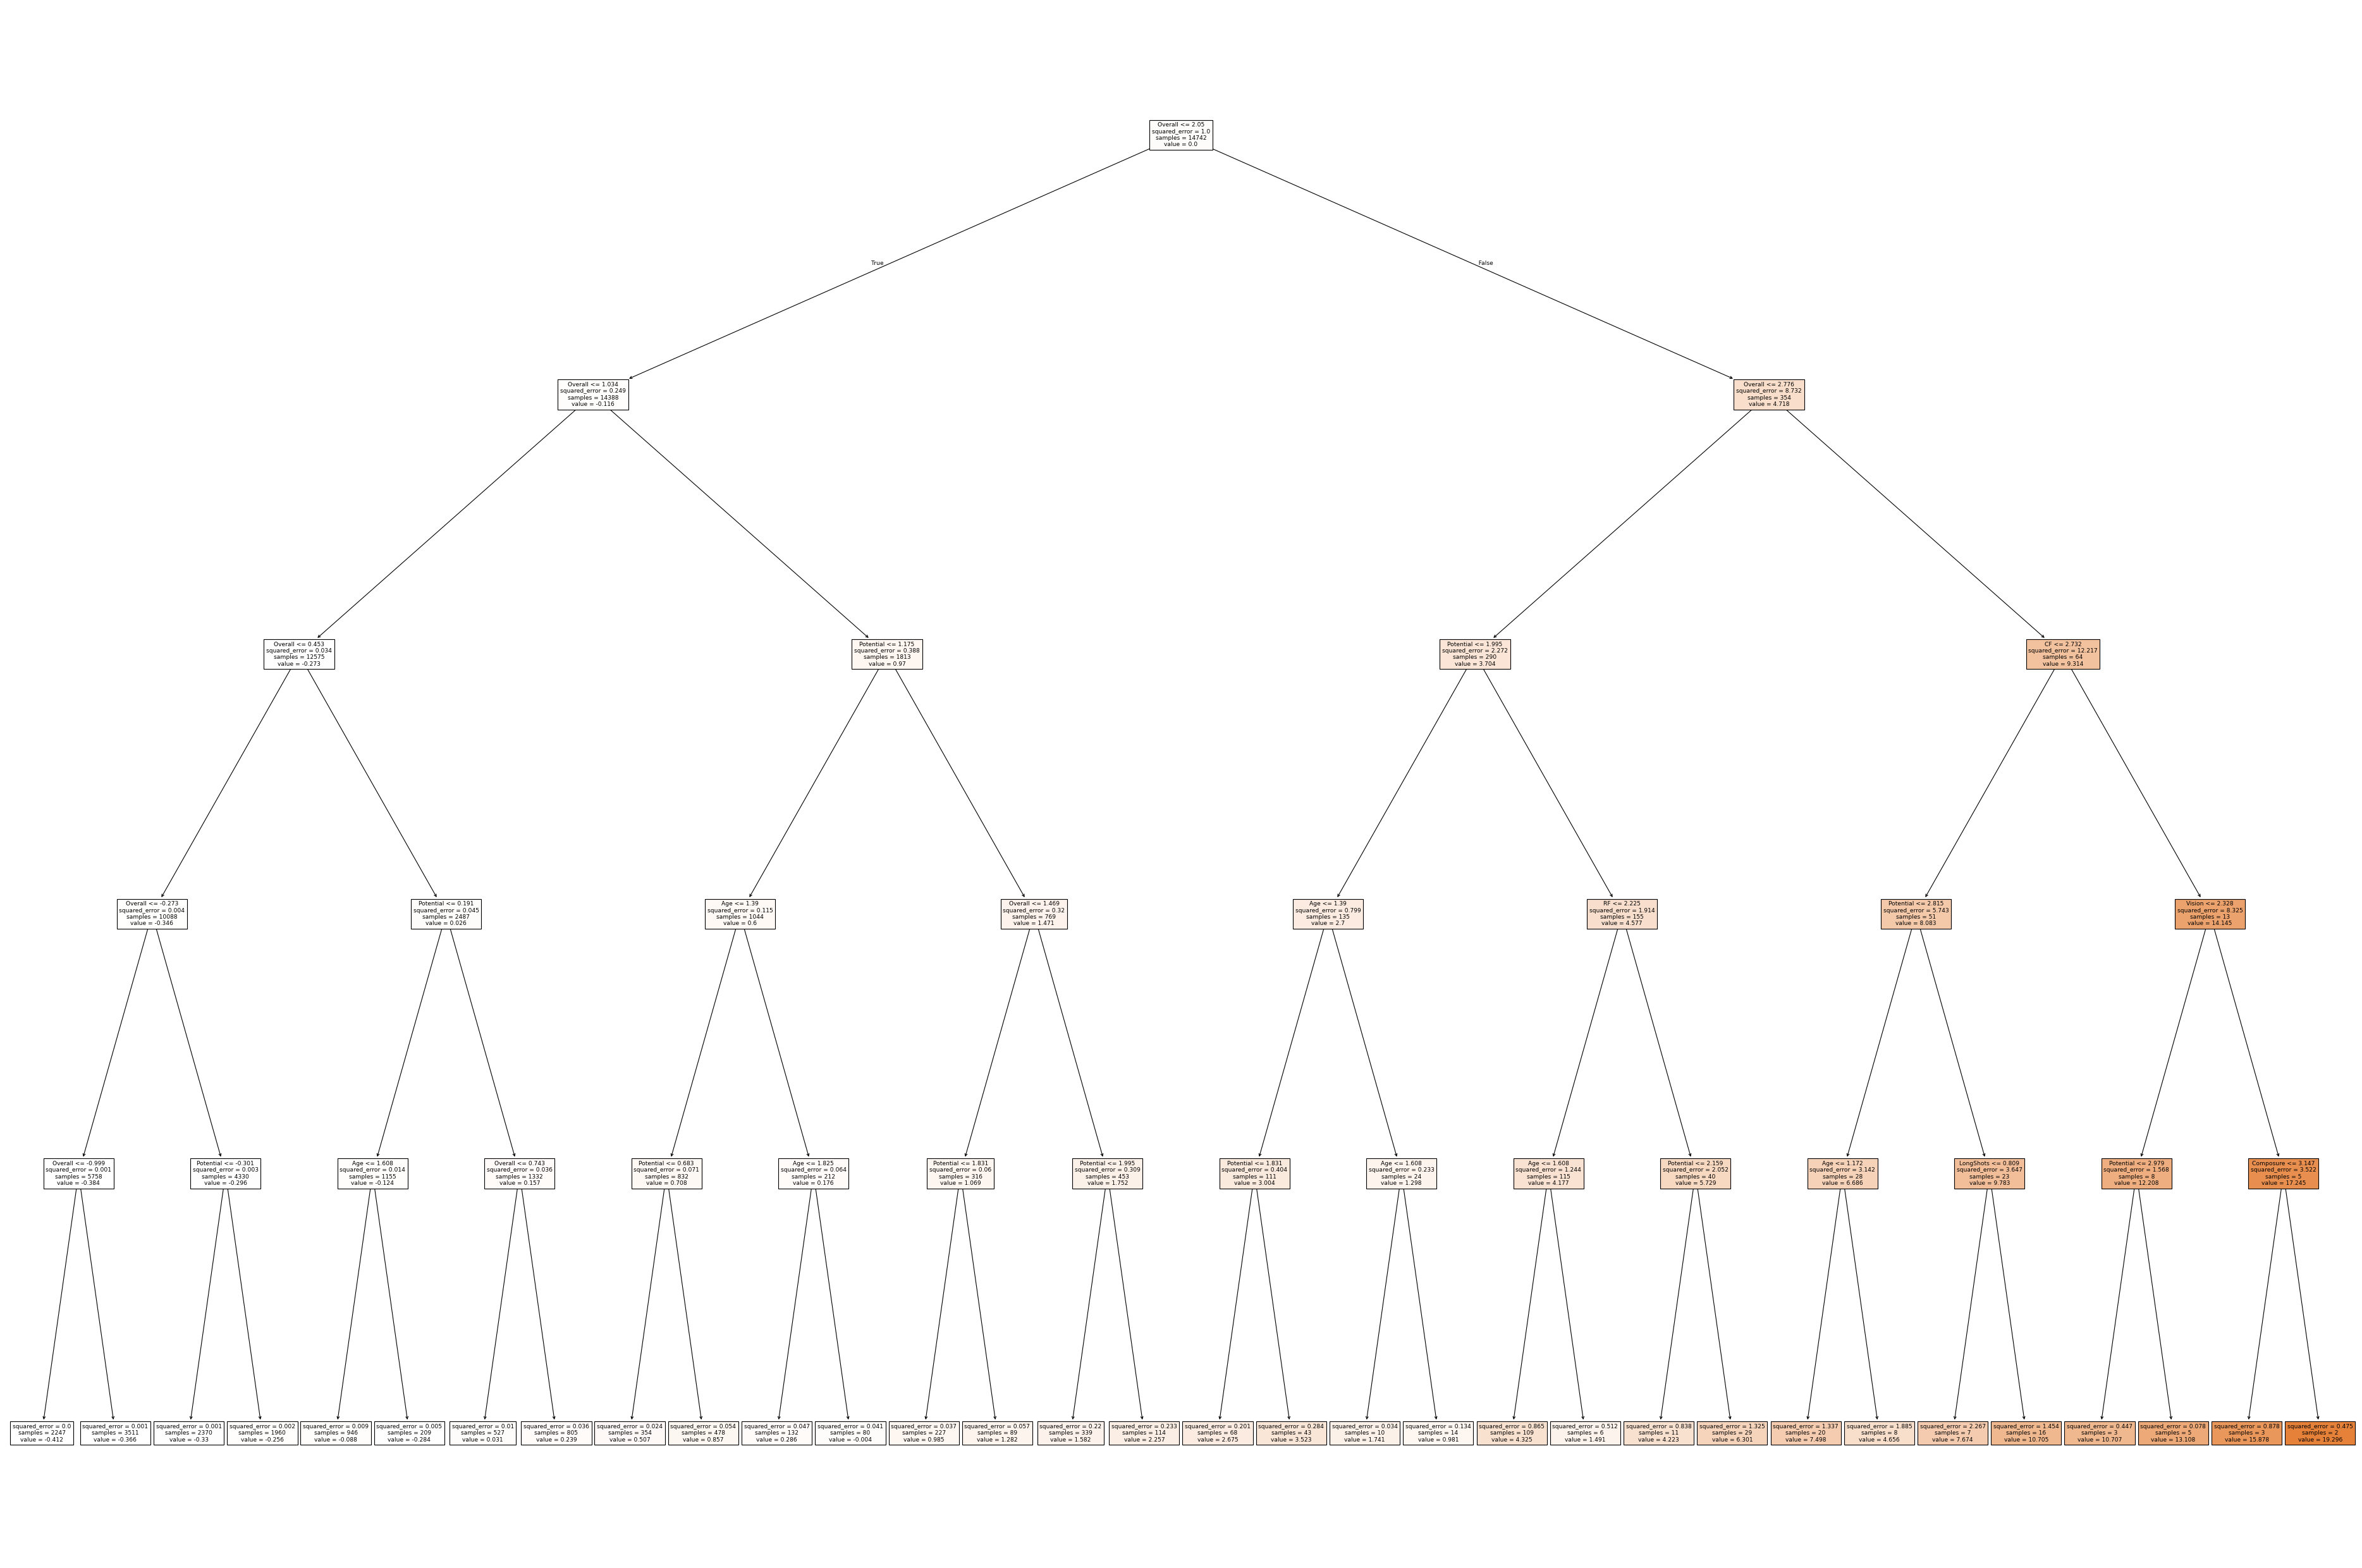 Overall <= 2.05
squared_error = 1.0
samples = 14742
value = 0.0
True
False
Overall <= 1.034
squared_error = 0.249
samples = 14388
value = -0.116
Overall <= 2.776
squared_error = 8.732
samples = 354
value = 4.718
Overall <= 0.453
squared_error = 0.034
samples = 12575
value = -0.273
Potential <= 1.175
squared_error = 0.388
samples = 1813
value = 0.97
Potential <= 1.995
squared_error = 2.272
samples = 290
value = 3.704
CF <= 2.732
squared_error = 12.217
samples = 64
value = 9.314
Overall <= -0.273
squared_error = 0.004
samples = 10088
value = -0.346
Potential <= 0.191
squared_error = 0.045
samples = 2487
value = 0.026
Age <= 1.39
squared_error = 0.115
samples = 1044
value = 0.6
Overall <= 1.469
squared_error = 0.32
samples = 769
value = 1.471
Age <= 1.39
squared_error = 0.799
samples = 135
value = 2.7
RF <= 2.225
squared_error = 1.914
samples = 155
value = 4.577
Potential <= 2.815
squared_error = 5.743
samples = 51
value = 8.083
Vision <= 2.328
squared_error = 8.325
samples = 13
value = 14.145
Overall <= -0.999
squared_error = 0.001
samples = 5758
value = -0.384
Potential <= -0.301
squared_error = 0.003
samples = 4330
value = -0.296
Age <= 1.608
squared_error = 0.014
samples = 1155
value = -0.124
Overall <= 0.743
squared_error = 0.036
samples = 1332
value = 0.157
Potential <= 0.683
squared_error = 0.071
samples = 832
value = 0.708
Age <= 1.825
squared_error = 0.064
samples = 212
value = 0.176
Potential <= 1.831
squared_error = 0.06
samples = 316
value = 1.069
Potential <= 1.995
squared_error = 0.309
samples = 453
value = 1.752
Potential <= 1.831
squared_error = 0.404
samples = 111
value = 3.004
Age <= 1.608
squared_error = 0.233
samples = 24
value = 1.298
Age <= 1.608
squared_error = 1.244
samples = 115
value = 4.177
Potential <= 2.159
squared_error = 2.052
samples = 40
value = 5.729
Age <= 1.172
squared_error = 3.142
samples = 28
value = 6.686
LongShots <= 0.809
squared_error = 3.647
samples = 23
value = 9.783
Potential <= 2.979
squared_error = 1.568
samples = 8
value = 12.208
Composure <= 3.147
squared_error = 3.522
samples = 5
value = 17.245
squared_error = 0.0
samples = 2247
value = -0.412
squared_error = 0.001
samples = 3511
value = -0.366
squared_error = 0.001
samples = 2370
value = -0.33
squared_error = 0.002
samples = 1960
value = -0.256
squared_error = 0.009
samples = 946
value = -0.088
squared_error = 0.005
samples = 209
value = -0.284
squared_error = 0.01
samples = 527
value = 0.031
squared_error = 0.036
samples = 805
value = 0.239
squared_error = 0.024
samples = 354
value = 0.507
squared_error = 0.054
samples = 478
value = 0.857
squared_error = 0.047
samples = 132
value = 0.286
squared_error = 0.041
samples = 80
value = -0.004
squared_error = 0.037
samples = 227
value = 0.985
squared_error = 0.057
samples = 89
value = 1.282
squared_error = 0.22
samples = 339
value = 1.582
squared_error = 0.233
samples = 114
value = 2.257
squared_error = 0.201
samples = 68
value = 2.675
squared_error = 0.284
samples = 43
value = 3.523
squared_error = 0.034
samples = 10
value = 1.741
squared_error = 0.134
samples = 14
value = 0.981
squared_error = 0.865
samples = 109
value = 4.325
squared_error = 0.512
samples = 6
value = 1.491
squared_error = 0.838
samples = 11
value = 4.223
squared_error = 1.325
samples = 29
value = 6.301
squared_error = 1.337
samples = 20
value = 7.498
squared_error = 1.885
samples = 8
value = 4.656
squared_error = 2.267
samples = 7
value = 7.674
squared_error = 1.454
samples = 16
value = 10.705
squared_error = 0.447
samples = 3
value = 10.707
squared_error = 0.078
samples = 5
value = 13.108
squared_error = 0.878
samples = 3
value = 15.878
squared_error = 0.475
samples = 2
value = 19.296